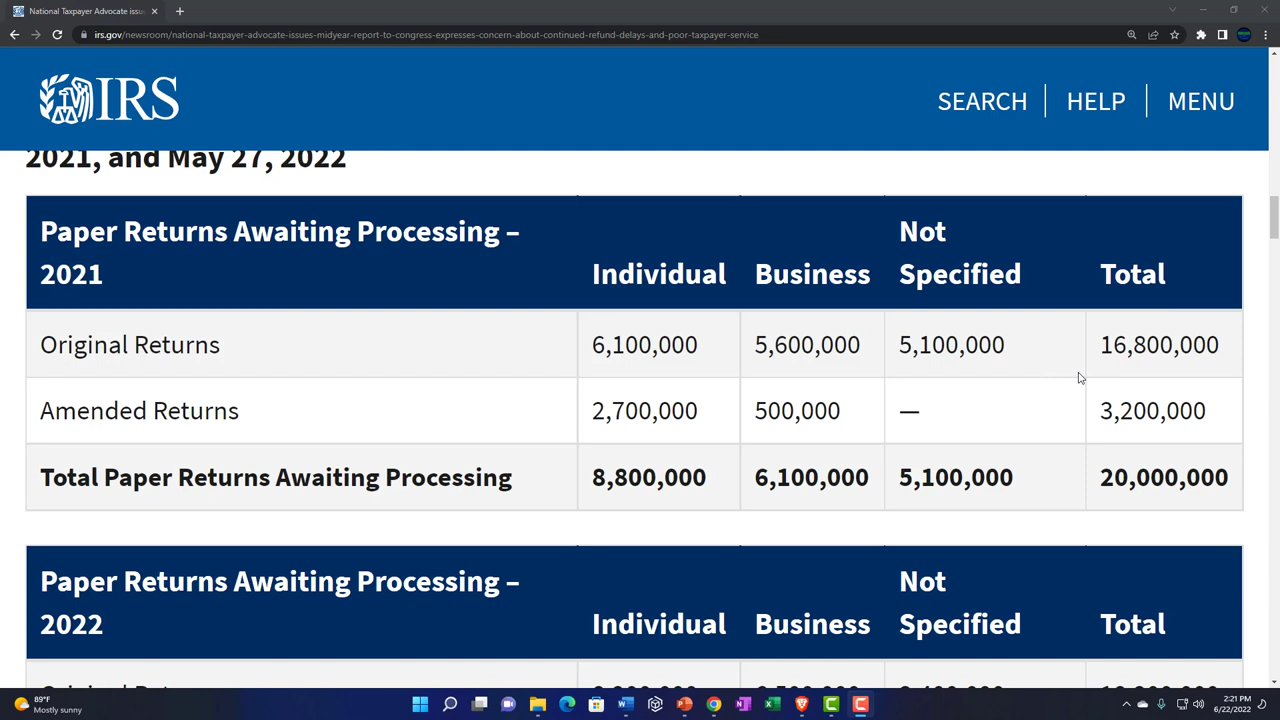 National Taxpayer Advocate issu
irs.gov/newsroom/national-taxpayer-advocate-issues-midyear-report-to-congress-expresses-concern-about-continued-refund-delays-and-poor-taxpayer-service
IRS
SEARCH HELP MENU
2021, and May 27, 2022
Paper Returns Awaiting Processing – 2021 Individual Business Not Specified Total
Original Returns 6,100,000 5,600,000 5,100,000 16,800,000
Amended Returns 2,700,000 500,000 — 3,200,000
Total Paper Returns Awaiting Processing 8,800,000 6,100,000 5,100,000 20,000,000
Paper Returns Awaiting Processing – 2022 Individual Business Not Specified Total
89°F
Mostly sunny
2:21 PM
6/22/2022